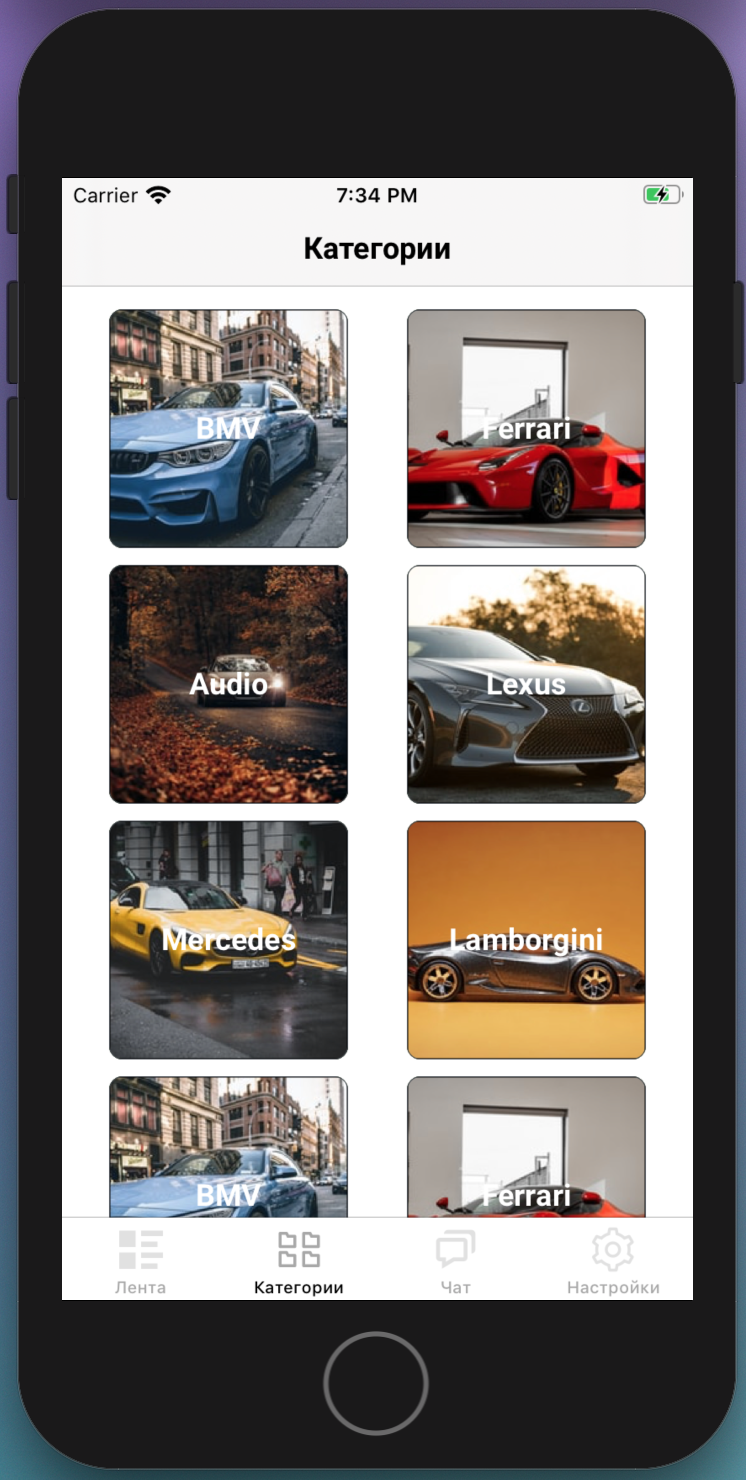 Carrier 7:34 PM
Категории
BMV Ferrari
Audio Lexus
Mercedes Lamborgini
BMV Ferrari
Лента Категории Чат Настройки